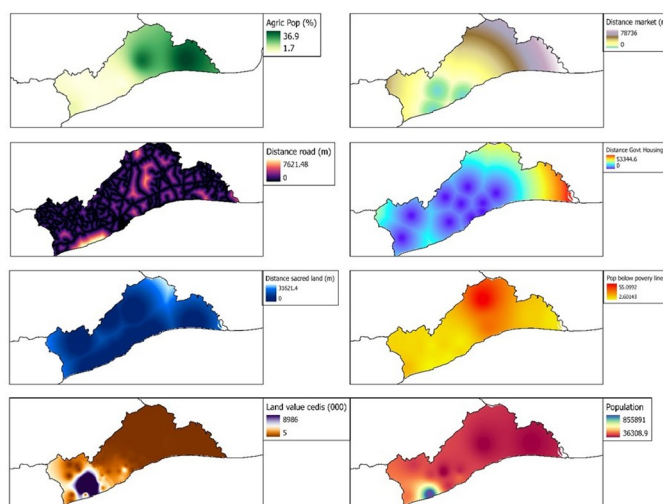 Agric Pop (%)
36.9
1.7
Distance market (m)
78736
0
Distance road (m)
7621.48
0
Distance Govt Housing
53344.6
0
Distance sacred land (m)
31621.4
0
Pop below povery line
55.0992
2.60143
Land value cedis (000)
8986
5
Population
855891
36308.9